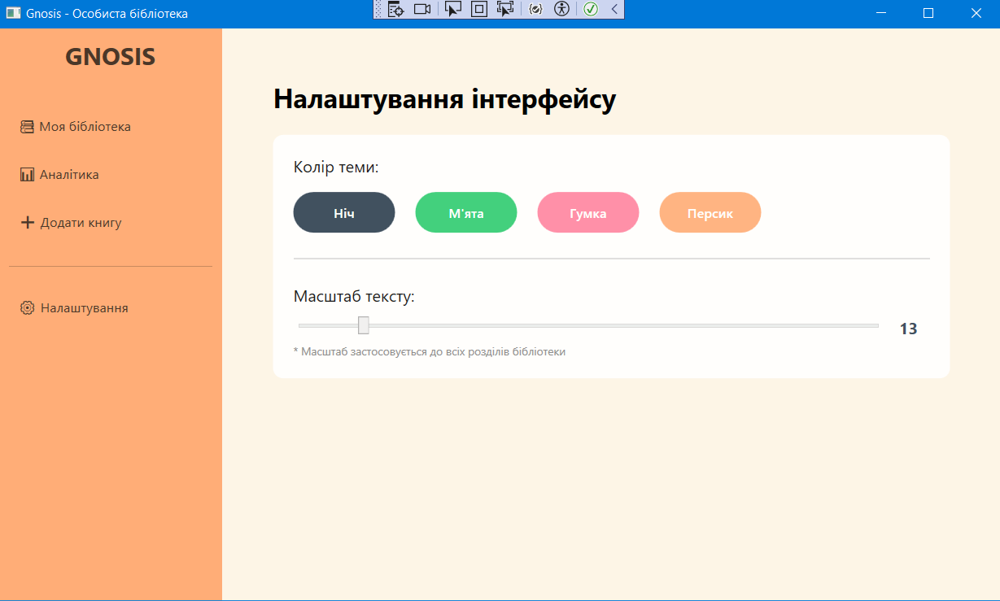 Gnosis - Особиста бібліотека
GNOSIS
Моя бібліотека
Аналітика
Додати книгу
Налаштування
Налаштування інтерфейсу
Колір теми:
Ніч М'ята Гумка Персик
Масштаб тексту:
13
* Масштаб застосовується до всіх розділів бібліотеки